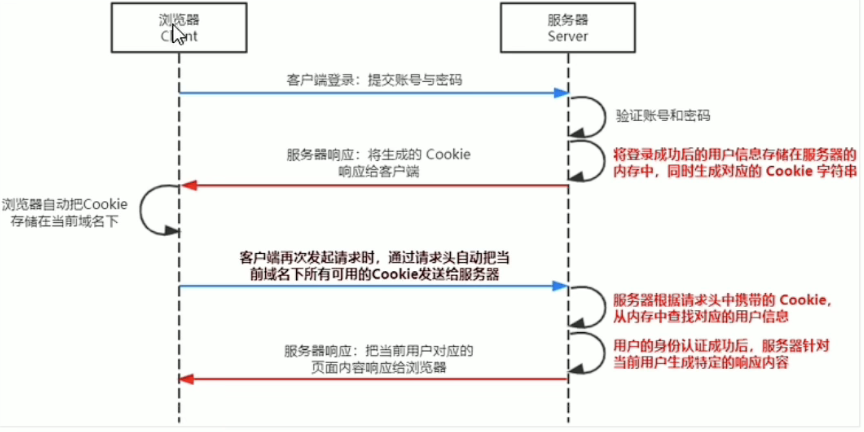 浏览器
Client
服务器
Server
客户端登录：提交账号与密码
验证账号和密码
服务器响应：将生成的 Cookie
响应给客户端
将登录成功后的用户信息存储在服务器的
内存中，同时生成对应的 Cookie 字符串
浏览器自动把Cookie
存储在当前域名下
客户端再次发起请求时，通过请求头自动把当
前域名下所有可用的Cookie发送给服务器
服务器根据请求头中携带的 Cookie，
从内存中查找对应的用户信息
服务器响应：把当前用户对应的
页面内容响应给浏览器
用户的身份认证成功后，服务器针对
当前用户生成特定的响应内容